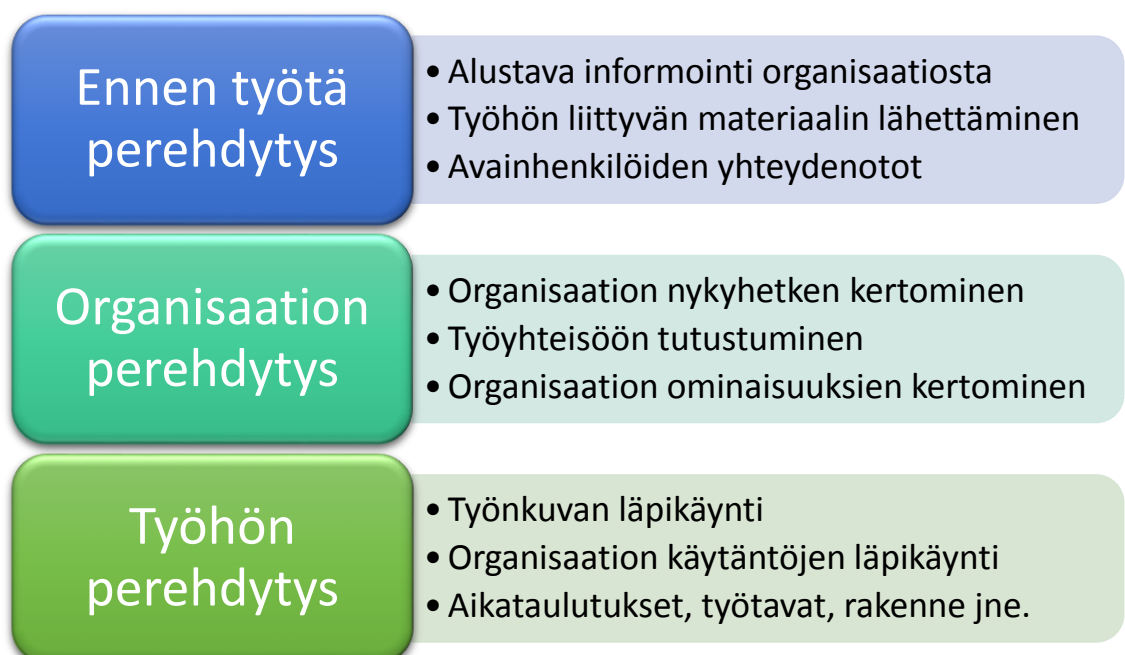 Ennen työtä
perehdytys
• Alustava informointi organisaatiosta
• Työhön liittyvän materiaalin lähettäminen
• Avainhenkilöiden yhteydenotot
Organisaation
perehdytys
• Organisaation nykyhetken kertominen
• Työyhteisöön tutustuminen
• Organisaation ominaisuuksien kertominen
Työhön
perehdytys
• Työnkuvan läpikäynti
• Organisaation käytäntöjen läpikäynti
• Aikataulutukset, työtavat, rakenne jne.